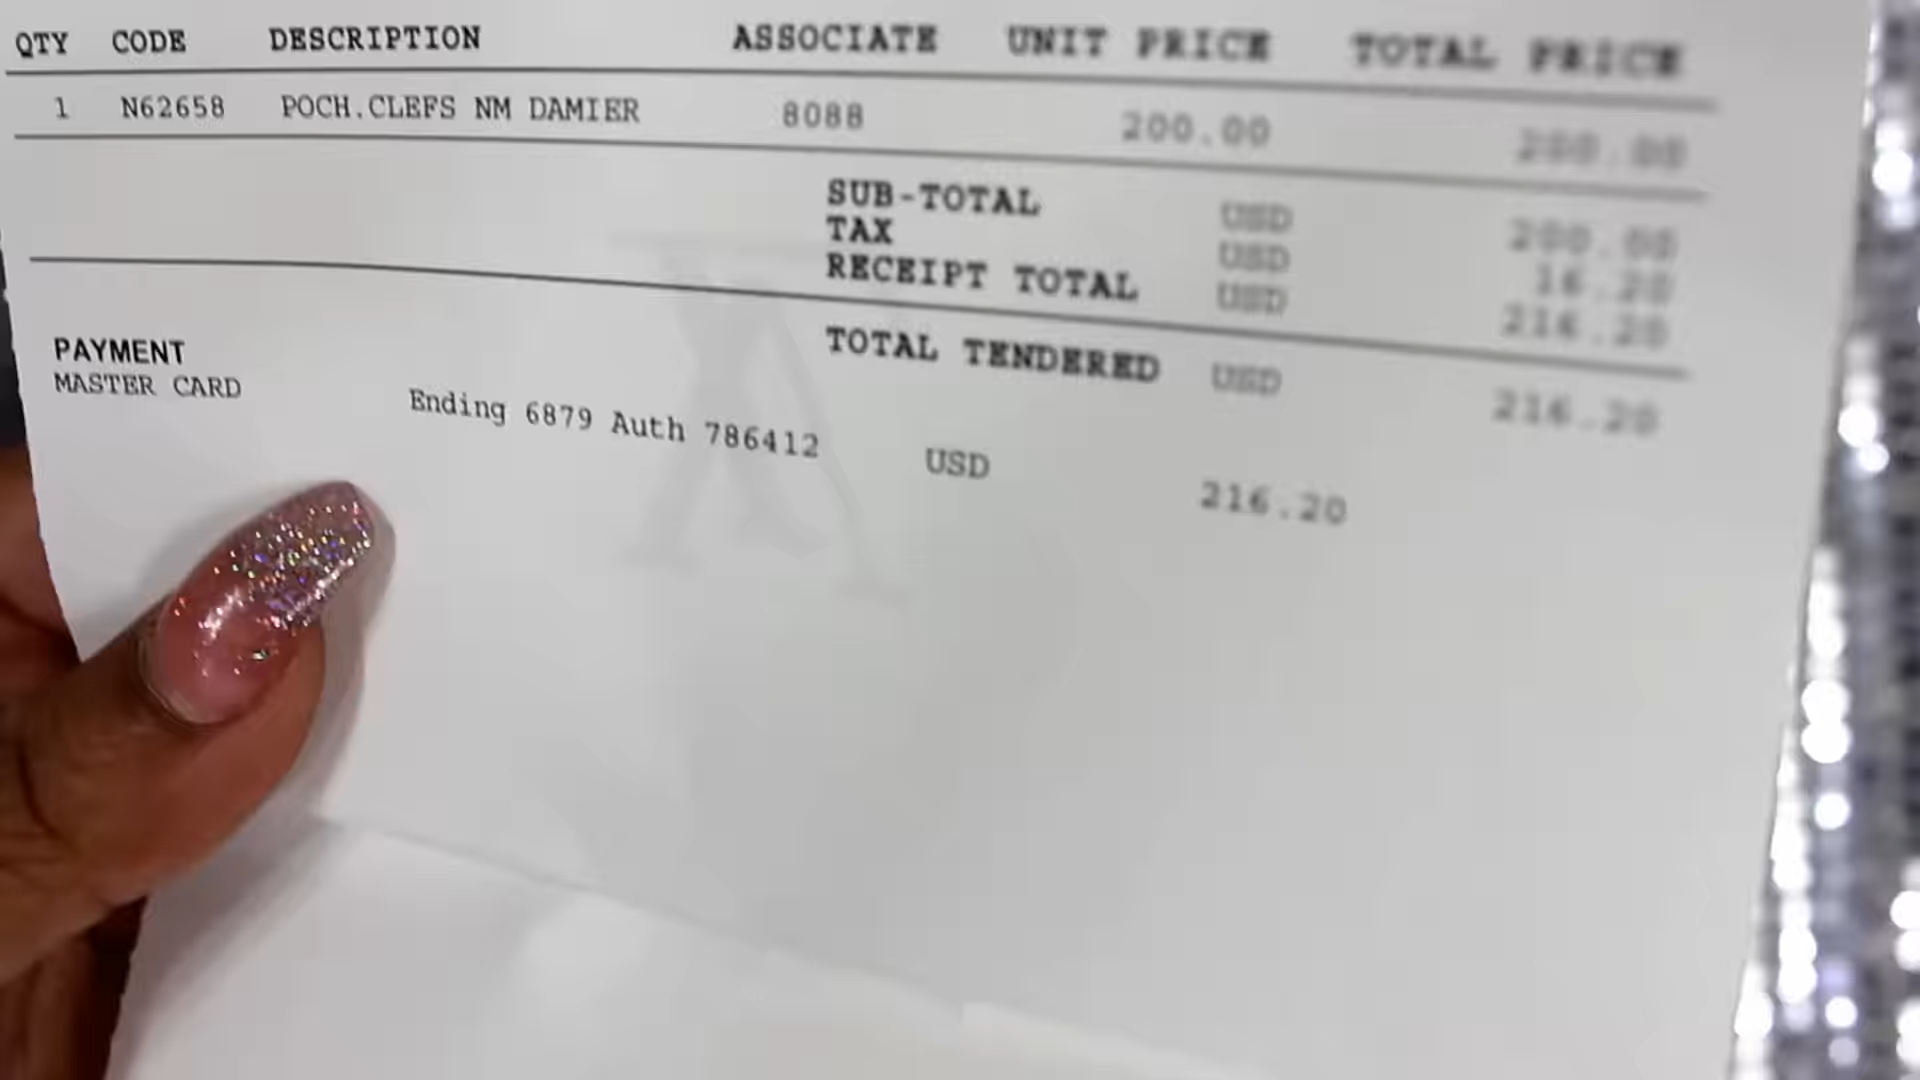 QTY CODE DESCRIPTION ASSOCIATE UNIT PRICE TOTAL PRICE
1 N62658 POCH.CLEFS NM DAMIER 8088 200.00 200.00
SUB-TOTAL USD 200.00
TAX USD 16.20
RECEIPT TOTAL USD 216.20
TOTAL TENDERED USD 216.20
PAYMENT
MASTER CARD Ending 6879 Auth 786412 USD 216.20